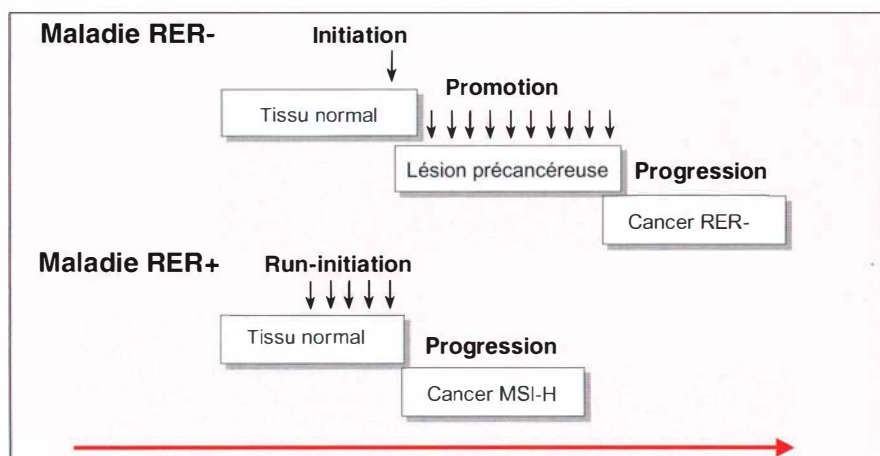 Maladie RER-
Initiation
Promotion
Tissu normal
Lésion précancéreuse
Progression
Cancer RER-
Maladie RER+
Run-initiation
Tissu normal
Progression
Cancer MSI-H